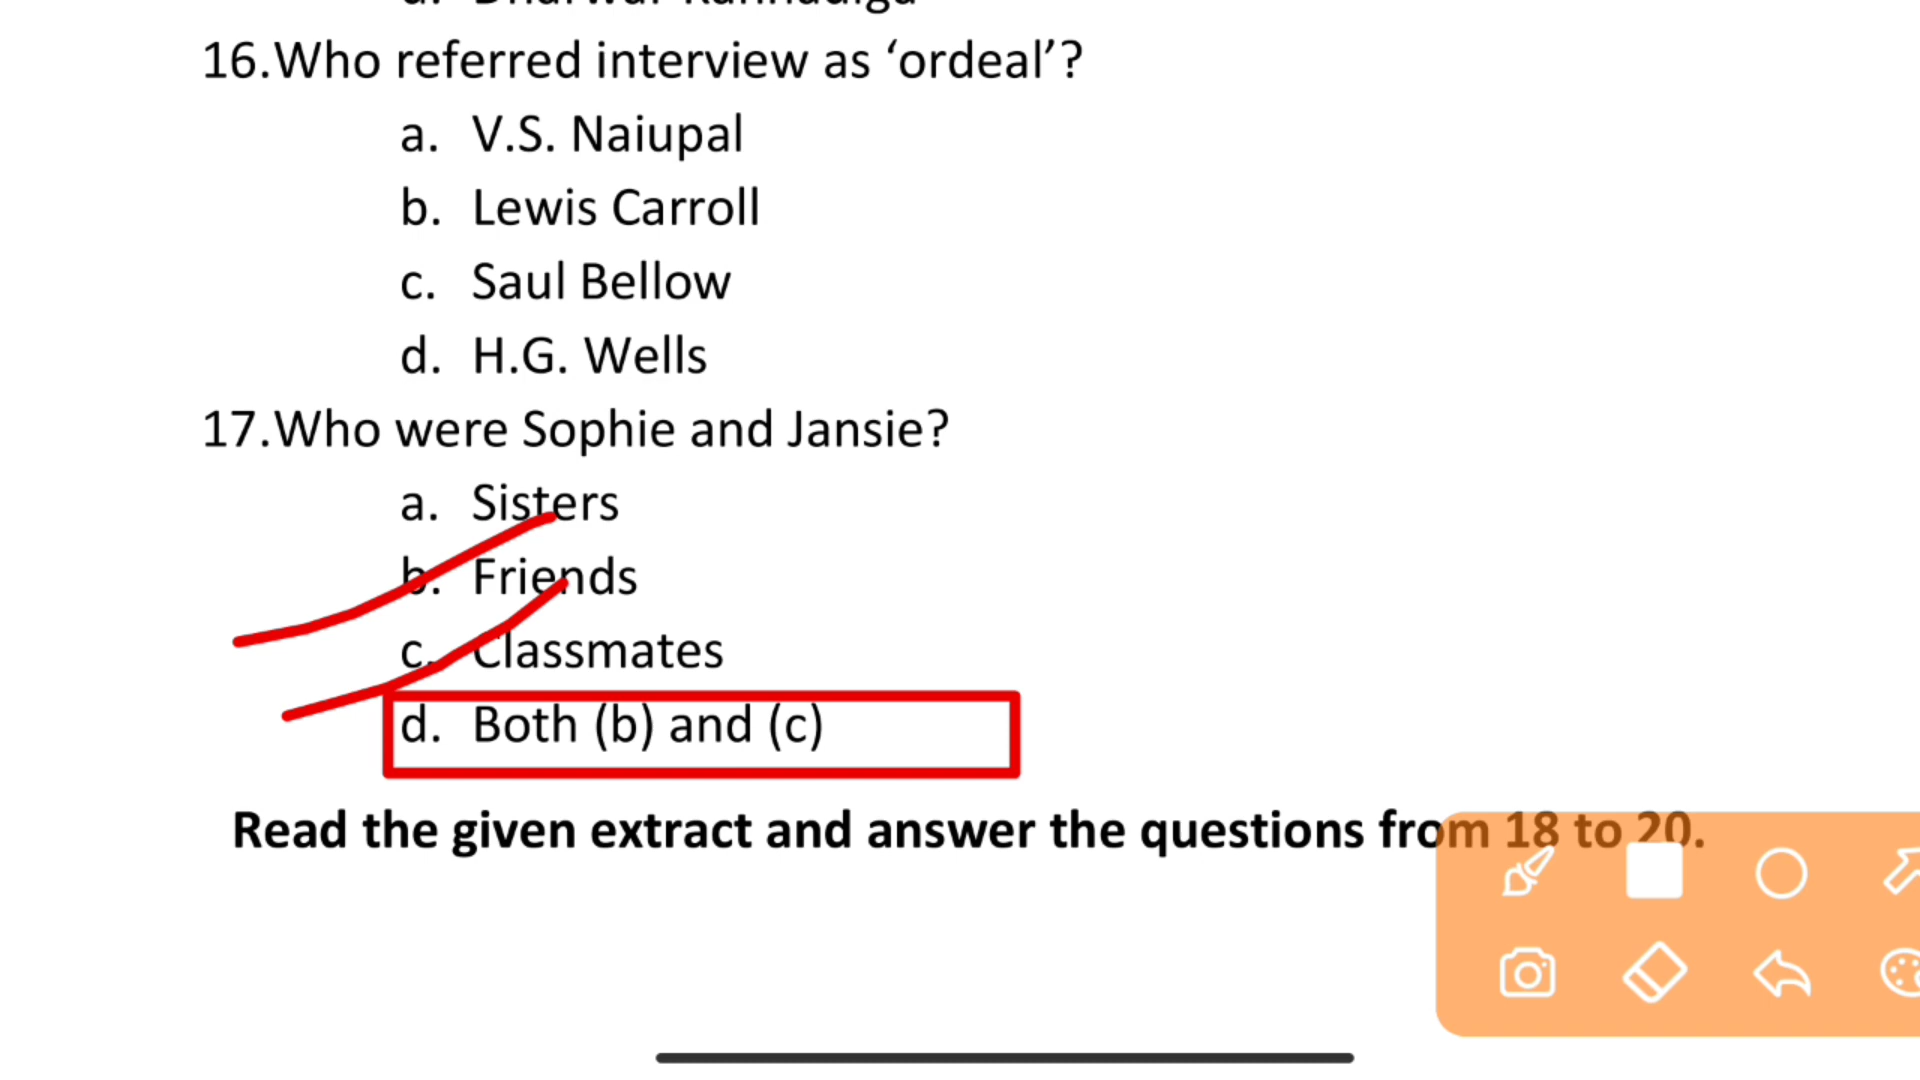 16.Who referred interview as ‘ordeal’?
a. V.S. Naiupal
b. Lewis Carroll
c. Saul Bellow
d. H.G. Wells
17.Who were Sophie and Jansie?
a. Sisters
b. Friends
c. Classmates
d. Both (b) and (c)
Read the given extract and answer the questions from 18 to 20.